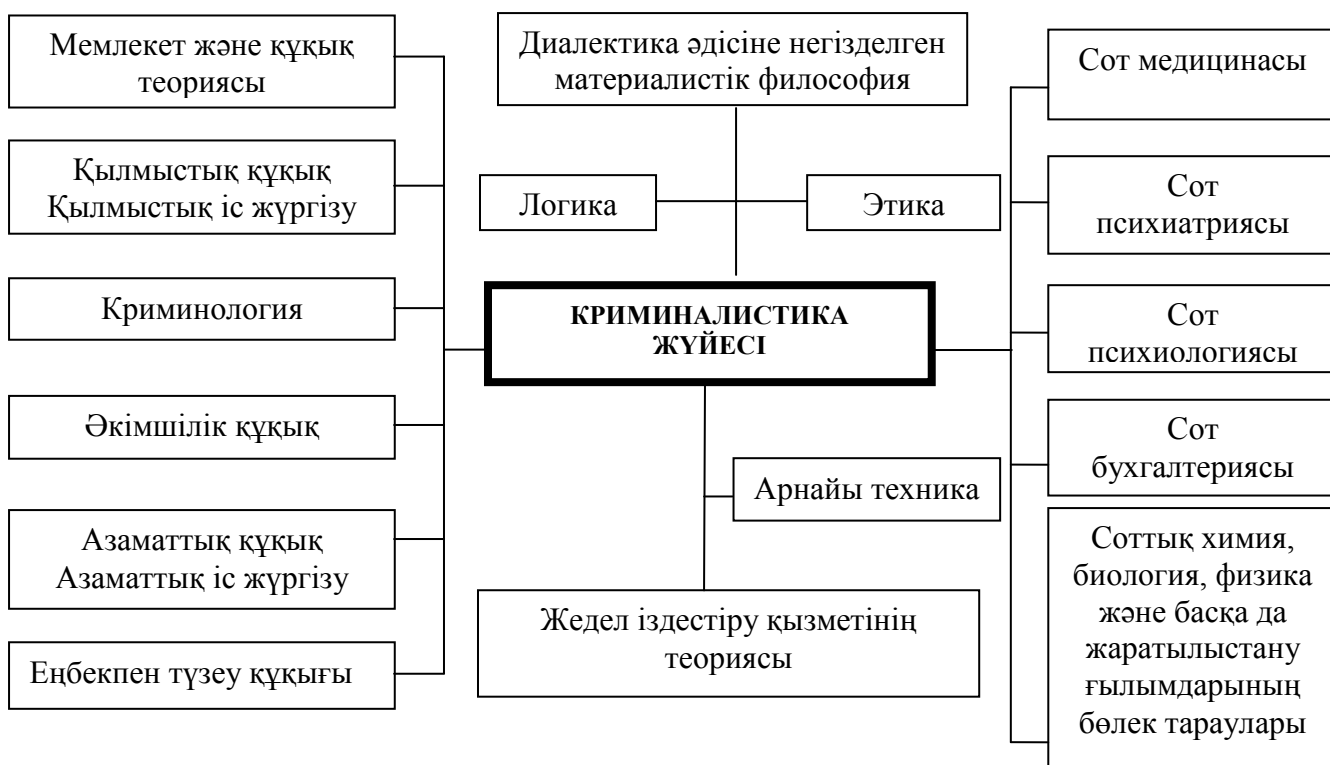 Мемлекет және құқық
теориясы
Қылмыстық құқық
Қылмыстық іс жүргізу
Криминология
Әкімшілік құқық
Азаматтық құқық
Азаматтық іс жүргізу
Еңбекпен түзеу құқығы
Диалектика әдісіне негізделген
материалистік философия
Логика
Этика
КРИМИНАЛИСТИКА
ЖҮЙЕСІ
Арнайы техника
Жедел іздестіру қызметінің
теориясы
Сот медицинасы
Сот
психиатриясы
Сот
психиологиясы
Сот
бухгалтериясы
Соттық химия,
биология, физика
және басқа да
жаратылыстану
ғылымдарының
бөлек тараулары